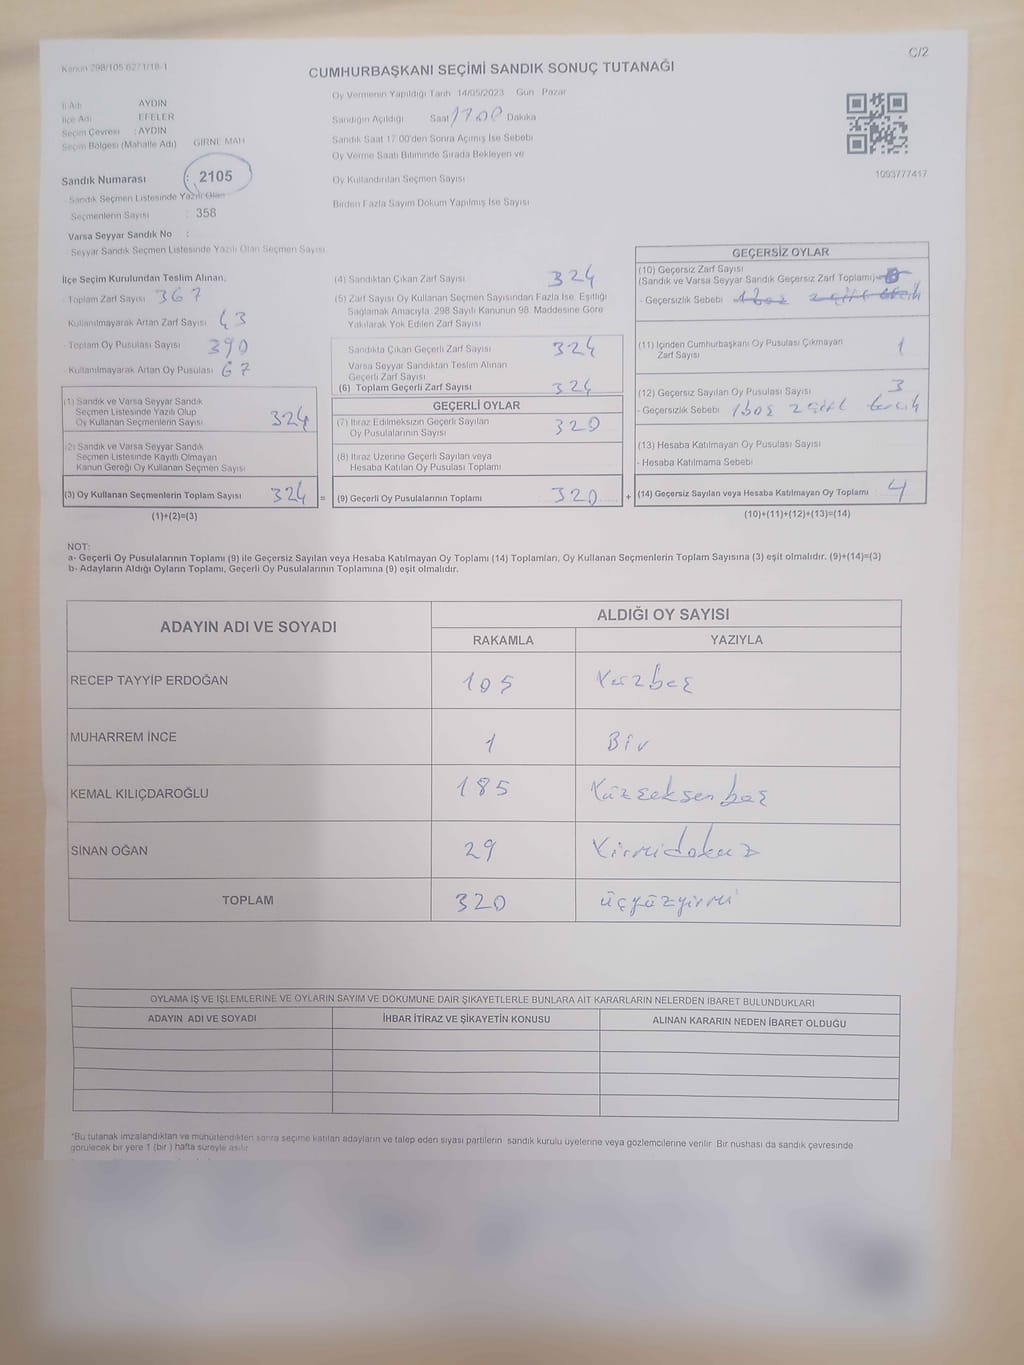 C/2
Kanun 298/105 6271/18-1
CUMHURBAŞKANI SEÇİMİ SANDIK SONUÇ TUTANAĞI
İl Adı AYDIN
İlçe Adı EFELER
Seçim Çevresi : AYDIN
Seçim Bölgesi (Mahalle Adı) GİRNE MAH
Sandık Numarası : 2105
- Sandık Seçmen Listesinde Yazılı Olan
Seçmenlerin Sayısı : 358
Varsa Seyyar Sandık No :
- Seyyar Sandık Seçmen Listesinde Yazılı Olan Seçmen Sayısı
Oy Vermenin Yapıldığı Tarih 14/05/2023 Gün Pazar
Sandığın Açıldığı Saat 1700 Dakika
Sandık Saat 17:00'den Sonra Açımış İse Sebebi
Oy Verme Saati Bitiminde Sırada Bekleyen ve
Oy Kullandırılan Seçmen Sayısı
Birden Fazla Sayım Döküm Yapılmış İse Sayısı
1093777417
İlçe Seçim Kurulundan Teslim Alınan,
- Toplam Zarf Sayısı 367
Kullanılmayarak Artan Zarf Sayısı 43
- Toplam Oy Pusulası Sayısı 390
- Kullanılmayarak Artan Oy Pusulası 67
(1) Sandık ve Varsa Seyyar Sandık
Seçmen Listesinde Yazılı Olup
Oy Kullanan Seçmenlerin Sayısı 324
(2) Sandık ve Varsa Seyyar Sandık
Seçmen Listesinde Kayıtlı Olmayan
Kanun Gereği Oy Kullanan Seçmen Sayısı
(3) Oy Kullanan Seçmenlerin Toplam Sayısı 324 =
(1)+(2)=(3)
(4) Sandıktan Çıkan Zarf Sayısı 324
(5) Zarf Sayısı Oy Kullanan Seçmen Sayısından Fazla İse, Eşitliği
Sağlamak Amacıyla, 298 Sayılı Kanunun 98. Maddesine Göre
Yakılarak Yok Edilen Zarf Sayısı
Sandıkta Çıkan Geçerli Zarf Sayısı 324
Varsa Seyyar Sandıktan Teslim Alınan
Geçerli Zarf Sayısı
(6) Toplam Geçerli Zarf Sayısı 324
GEÇERLİ OYLAR
(7) İtiraz Edilmeksizin Geçerli Sayılan
Oy Pusulalarının Sayısı 320
(8) İtiraz Üzerine Geçerli Sayılan veya
Hesaba Katılan Oy Pusulası Toplamı
(9) Geçerli Oy Pusulalarının Toplamı 320 +
GEÇERSİZ OYLAR
(10) Geçersiz Zarf Sayısı
(Sandık ve Varsa Seyyar Sandık Geçersiz Zarf Toplamı)
- Geçersizlik Sebebi
(11) İçinden Cumhurbaşkanı Oy Pusulası Çıkmayan
Zarf Sayısı 1
(12) Geçersiz Sayılan Oy Pusulası Sayısı 3
- Geçersizlik Sebebi 1 boş 2 çift tercih
(13) Hesaba Katılmayan Oy Pusulası Sayısı
- Hesaba Katılmama Sebebi
(14) Geçersiz Sayılan veya Hesaba Katılmayan Oy Toplamı 4
(10)+(11)+(12)+(13)=(14)
NOT:
a- Geçerli Oy Pusulalarının Toplamı (9) ile Geçersiz Sayılan veya Hesaba Katılmayan Oy Toplamı (14) Toplamları, Oy Kullanan Seçmenlerin Toplam Sayısına (3) eşit olmalıdır. (9)+(14)=(3)
b- Adayların Aldığı Oyların Toplamı, Geçerli Oy Pusulalarının Toplamına (9) eşit olmalıdır.
ADAYIN ADI VE SOYADI ALDIĞI OY SAYISI
RAKAMLA YAZIYLA
RECEP TAYYİP ERDOĞAN 105 Yüzbeş
MUHARREM İNCE 1 Bir
KEMAL KILIÇDAROĞLU 185 Yüzseksenbeş
SİNAN OĞAN 29 Yirmidokuz
TOPLAM 320 üçyüzyirmi
OYLAMA İŞ VE İŞLEMLERİNE VE OYLARIN SAYIM VE DÖKÜMÜNE DAİR ŞİKAYETLERLE BUNLARA AİT KARARLARIN NELERDEN İBARET BULUNDUKLARI
ADAYIN ADI VE SOYADI İHBAR İTİRAZ VE ŞİKAYETİN KONUSU ALINAN KARARIN NEDEN İBARET OLDUĞU
*Bu tutanak imzalandıktan ve mühürlendikten sonra seçime katılan adayların ve talep eden siyasi partilerin sandık kurulu üyelerine veya gözlemcilerine verilir. Bir nüshası da sandık çevresinde
görülecek bir yere 1 (bir) hafta süreyle asılır